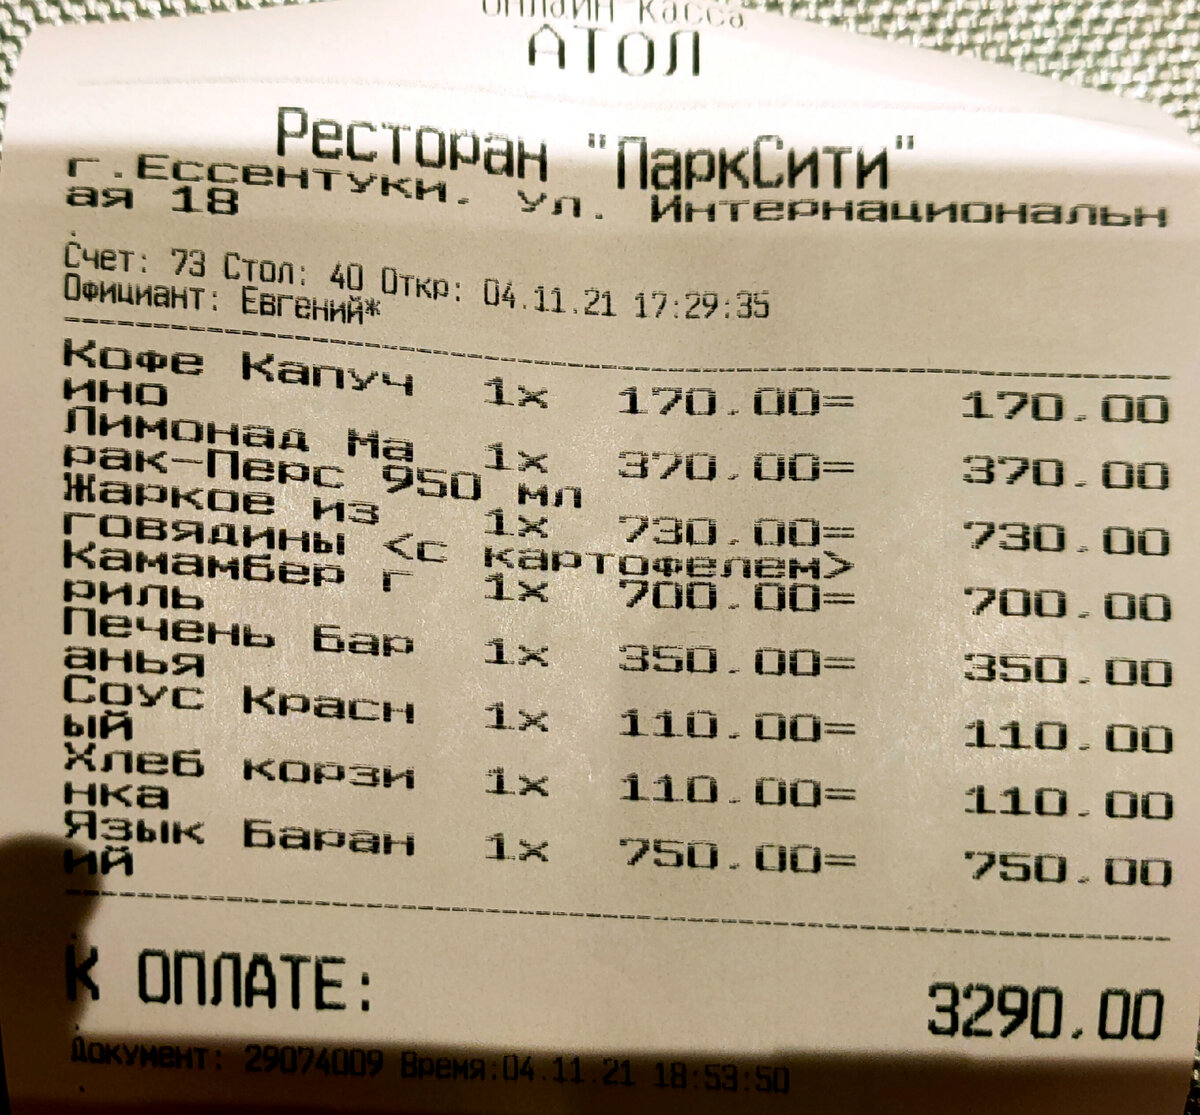 онлайн касса
АТОЛ
Ресторан "ПаркСити"
г.Ессентуки. ул. Интернациональн
ая 18
Счет: 73 Стол: 40 Откр: 04.11.21 17:29:35
Официант: Евгений*
Кофе Капуч 1х 170.00= 170.00
ино
Лимонад Ма 1х 370.00= 370.00
рак-Перс 950 мл
Жаркое из 1х 730.00= 730.00
говядины <с картофелем>
Камамбер г 1х 700.00= 700.00
риль
Печень Бар 1х 350.00= 350.00
анья
Соус Красн 1х 110.00= 110.00
ый
Хлеб корзи 1х 110.00= 110.00
нка
Язык Баран 1х 750.00= 750.00
ий
К ОПЛАТЕ: 3290.00
Документ: 29074009 Время:04.11.21 18:53:50